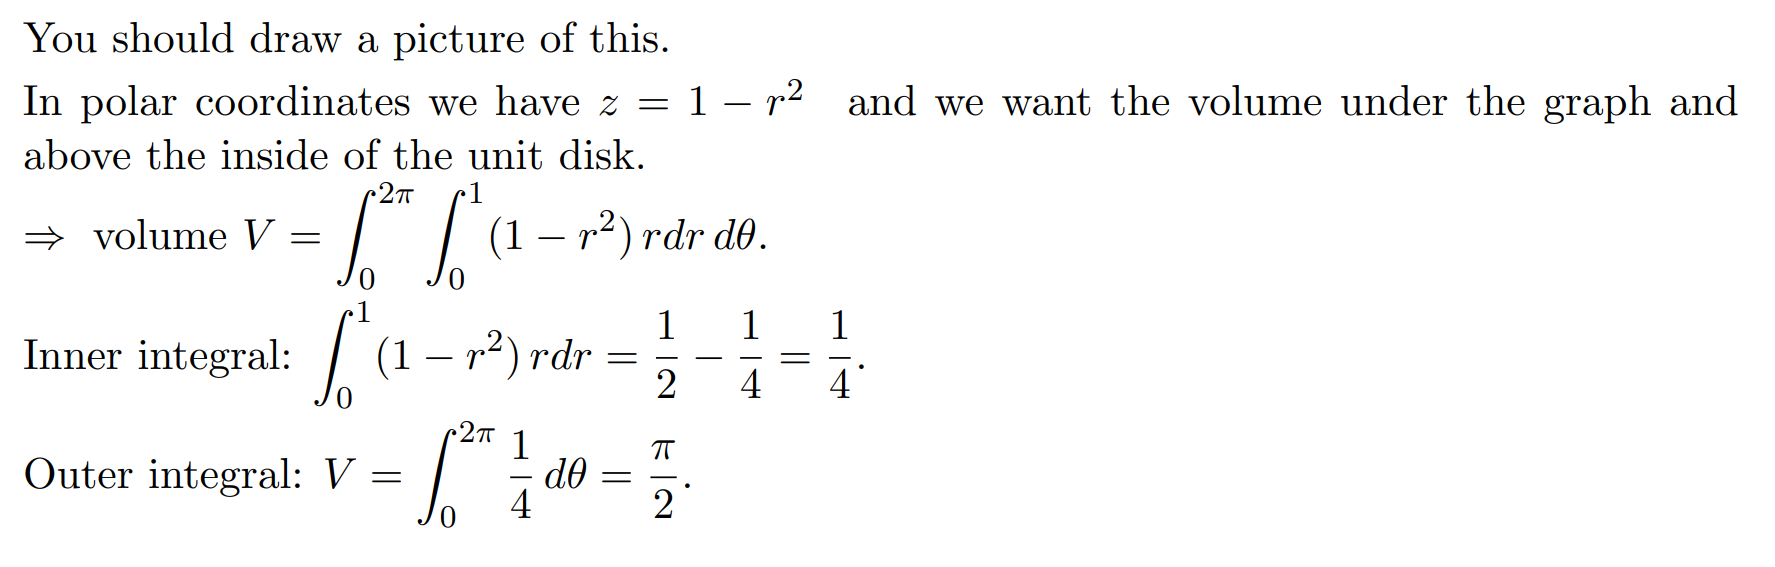 You should draw a picture of this.
In polar coordinates we have z = 1 − r² and we want the volume under the graph and
above the inside of the unit disk.
⇒ volume V = ∫₀^{2π} ∫₀^{1} (1 − r²) rdr dθ.
Inner integral: ∫₀^{1} (1 − r²) rdr = 1/2 − 1/4 = 1/4.
Outer integral: V = ∫₀^{2π} 1/4 dθ = π/2.